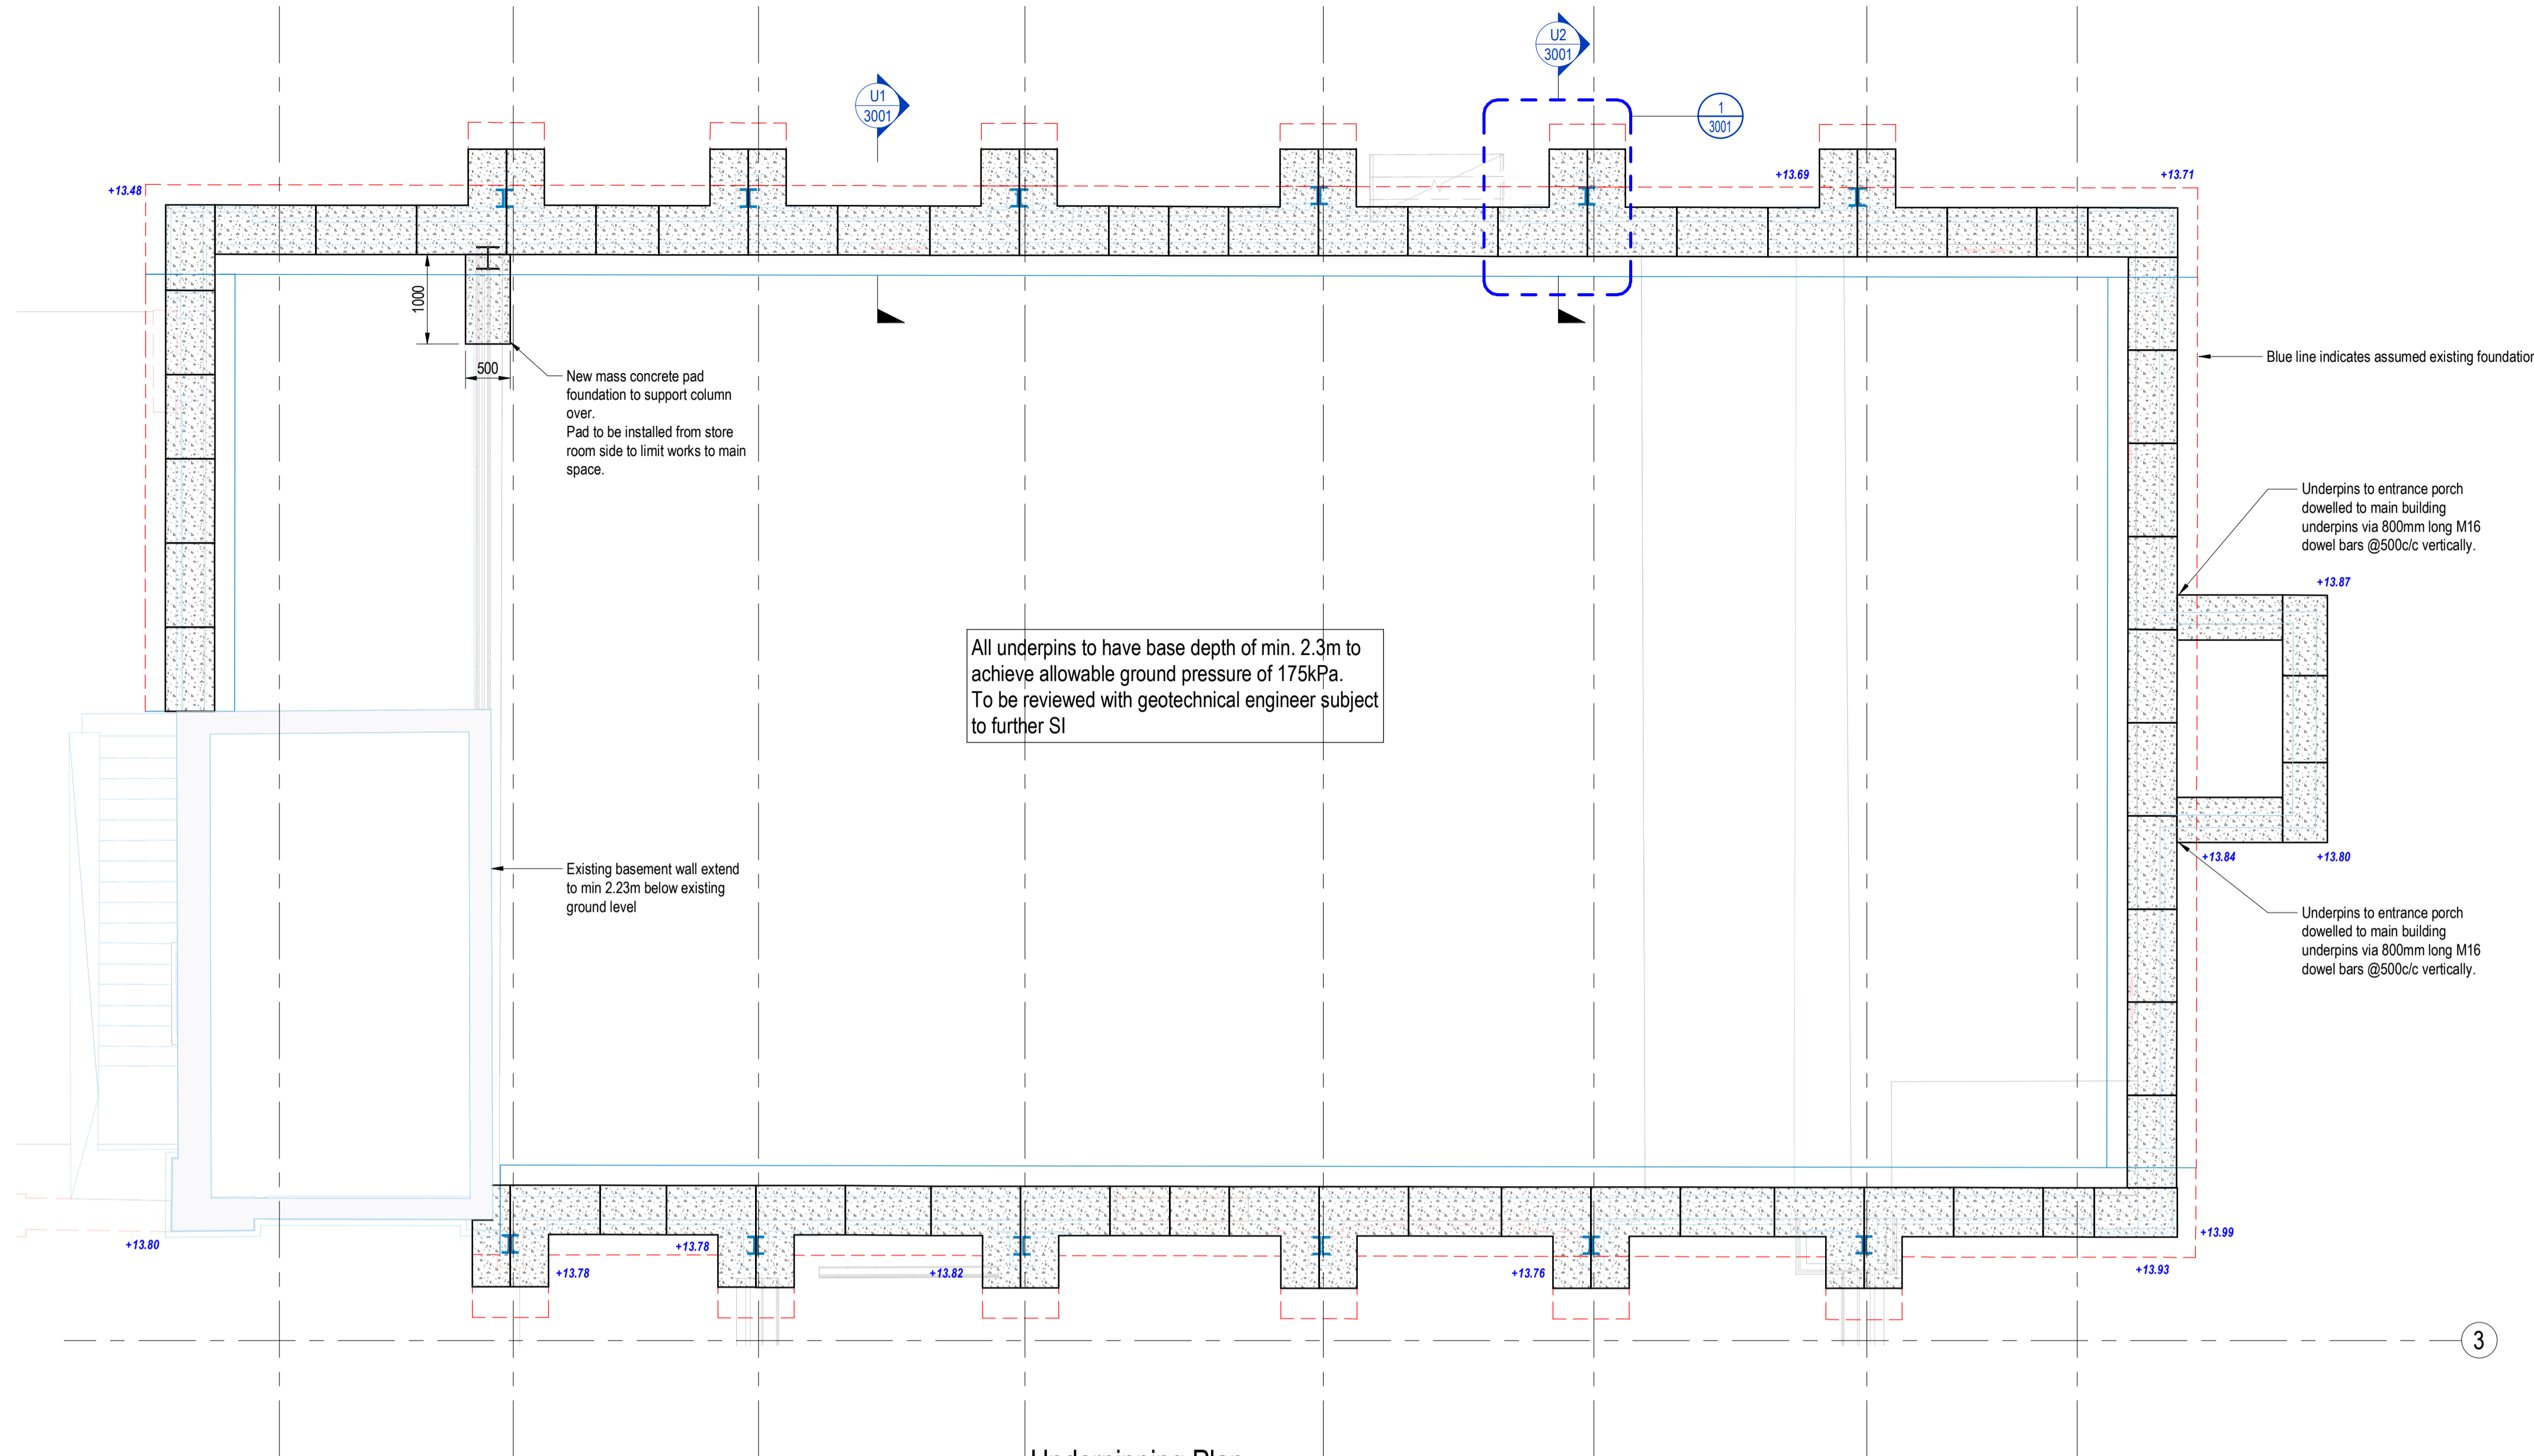 U2
3001
U1
3001
1
3001
+13.48
+13.69
+13.71
1000
500
New mass concrete pad
foundation to support column
over.
Pad to be installed from store
room side to limit works to main
space.
Blue line indicates assumed existing foundation
Underpins to entrance porch
dowelled to main building
underpins via 800mm long M16
dowel bars @500c/c vertically.
+13.87
All underpins to have base depth of min. 2.3m to
achieve allowable ground pressure of 175kPa.
To be reviewed with geotechnical engineer subject
to further SI
+13.84
+13.80
Existing basement wall extend
to min 2.23m below existing
ground level
Underpins to entrance porch
dowelled to main building
underpins via 800mm long M16
dowel bars @500c/c vertically.
+13.80
+13.78
+13.78
+13.82
+13.76
+13.99
+13.93
3
Underpinning Plan